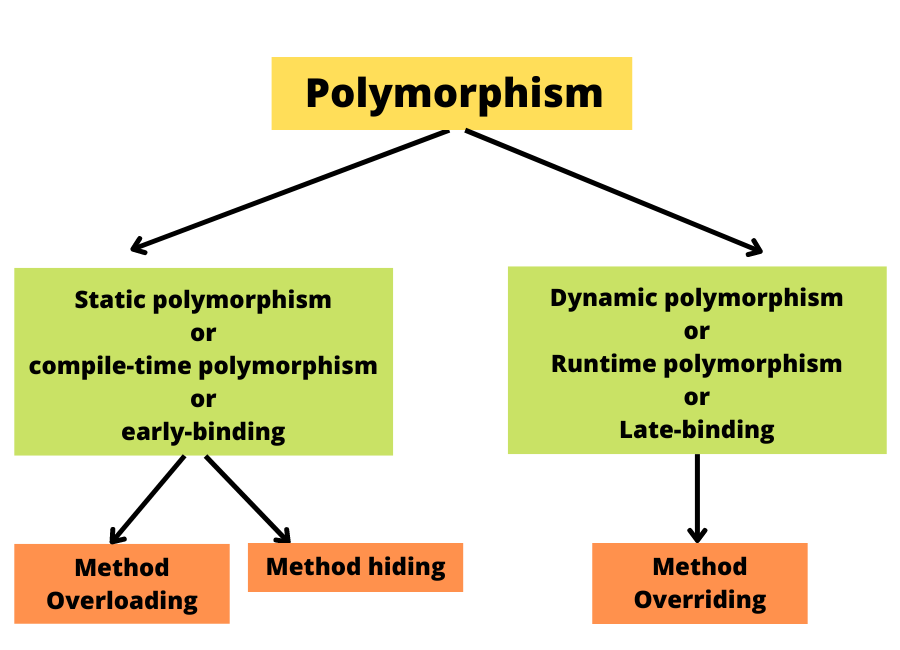 Polymorphism
Static polymorphism
or
compile-time polymorphism
or
early-binding
Dynamic polymorphism
or
Runtime polymorphism
or
Late-binding
Method
Overloading
Method hiding
Method
Overriding